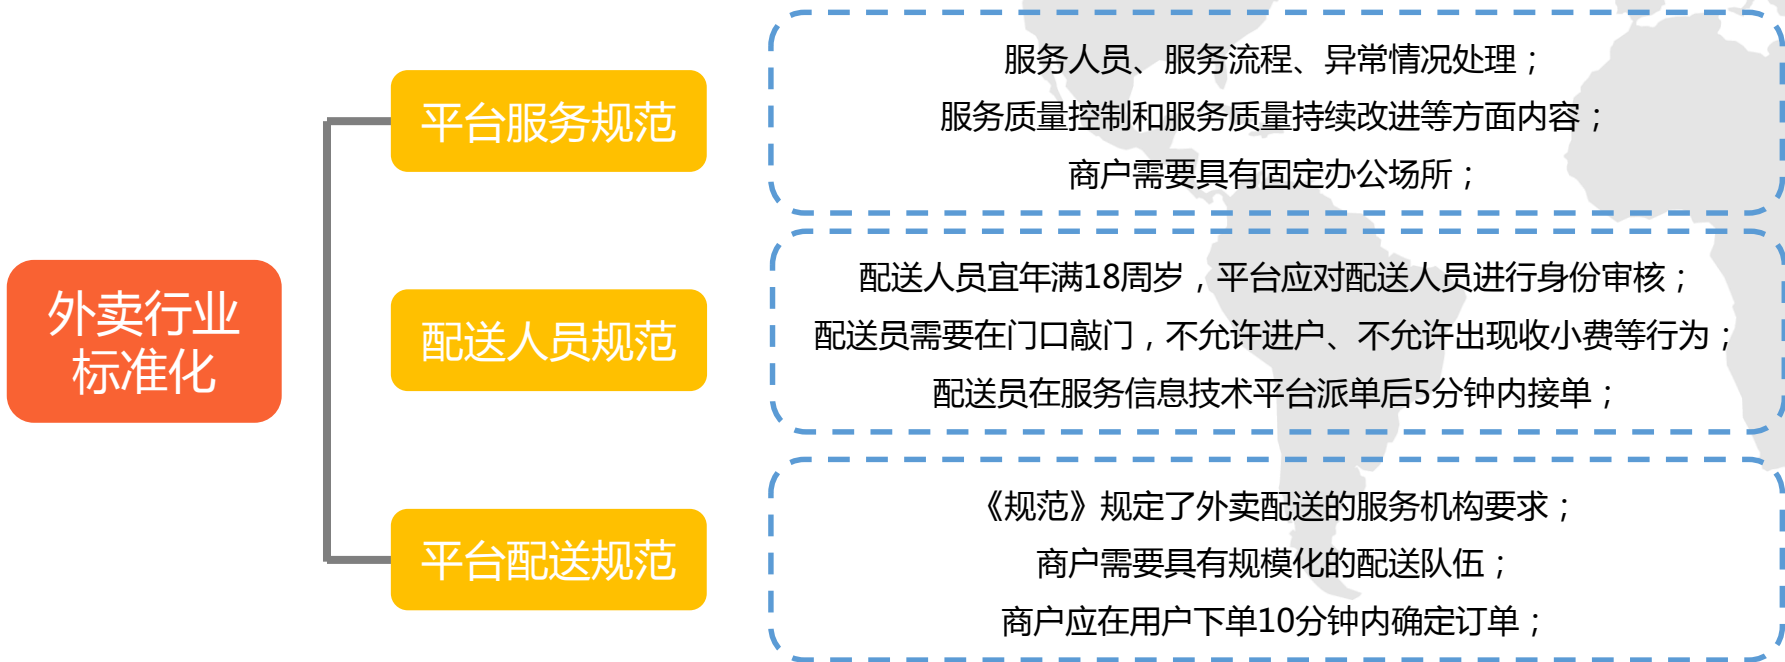 外卖行业
标准化
平台服务规范
服务人员、服务流程、异常情况处理；
服务质量控制和服务质量持续改进等方面内容；
商户需要具有固定办公场所；
配送人员规范
配送人员宜年满18周岁，平台应对配送人员进行身份审核；
配送员需要在门口敲门，不允许进户、不允许出现收小费等行为；
配送员在服务信息技术平台派单后5分钟内接单；
平台配送规范
《规范》规定了外卖配送的服务机构要求；
商户需要具有规模化的配送队伍；
商户应在用户下单10分钟内确定订单；